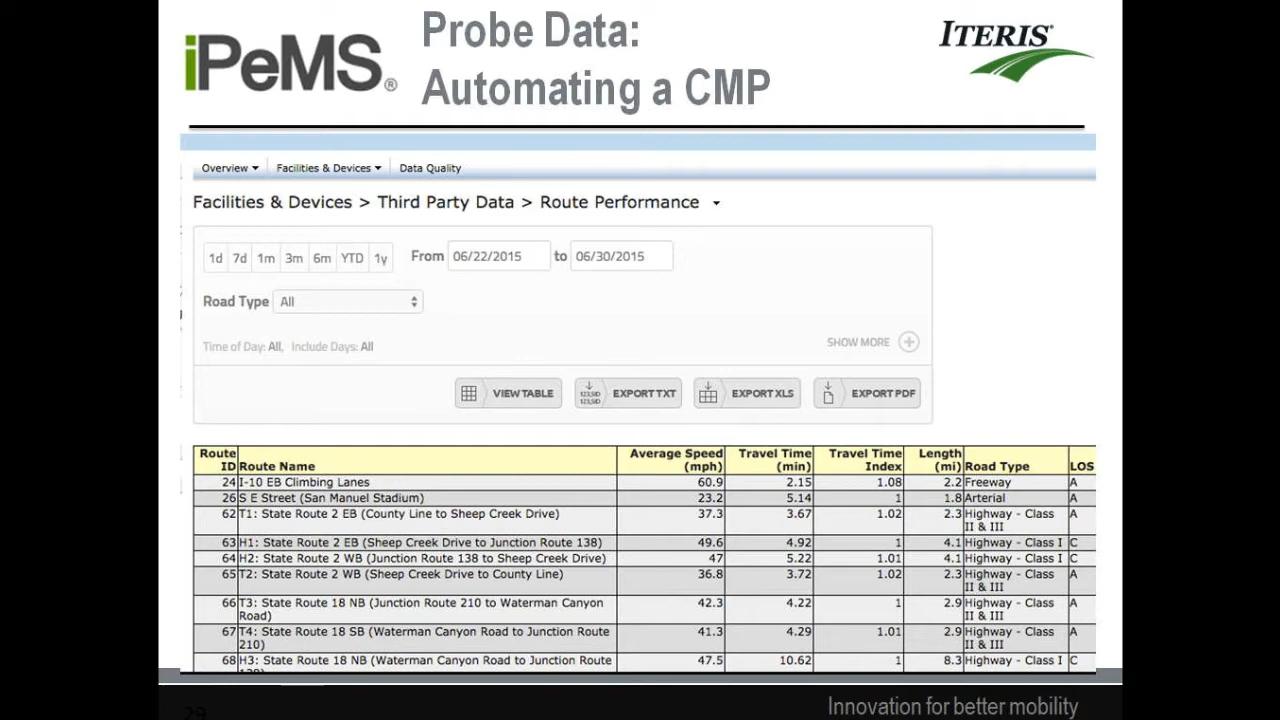 iPeMS®
Probe Data:
Automating a CMP
ITERIS®
Overview
Facilities & Devices
Data Quality
Facilities & Devices > Third Party Data > Route Performance
1d 7d 1m 3m 6m YTD 1y From 06/22/2015 to 06/30/2015
Road Type All
Time of Day: All, Include Days: All
SHOW MORE
VIEW TABLE EXPORT TXT EXPORT XLS EXPORT PDF
Route Average Speed Travel Time Travel Time Length
ID Route Name (mph) (min) Index (mi) Road Type LOS
24 I-10 EB Climbing Lanes 60.9 2.15 1.08 2.2 Freeway A
26 S E Street (San Manuel Stadium) 23.2 5.14 1 1.8 Arterial A
62 T1: State Route 2 EB (County Line to Sheep Creek Drive) 37.3 3.67 1.02 2.3 Highway - Class A
II & III
63 H1: State Route 2 EB (Sheep Creek Drive to Junction Route 138) 49.6 4.92 1 4.1 Highway - Class I C
64 H2: State Route 2 WB (Junction Route 138 to Sheep Creek Drive) 47 5.22 1.01 4.1 Highway - Class I C
65 T2: State Route 2 WB (Sheep Creek Drive to County Line) 36.8 3.72 1.02 2.3 Highway - Class A
II & III
66 T3: State Route 18 NB (Junction Route 210 to Waterman Canyon 42.3 4.22 1 2.9 Highway - Class A
Road) II & III
67 T4: State Route 18 SB (Waterman Canyon Road to Junction Route 41.3 4.29 1.01 2.9 Highway - Class A
210) II & III
68 H3: State Route 18 NB (Waterman Canyon Road to Junction Route 47.5 10.62 1 8.3 Highway - Class I C
29
Innovation for better mobility